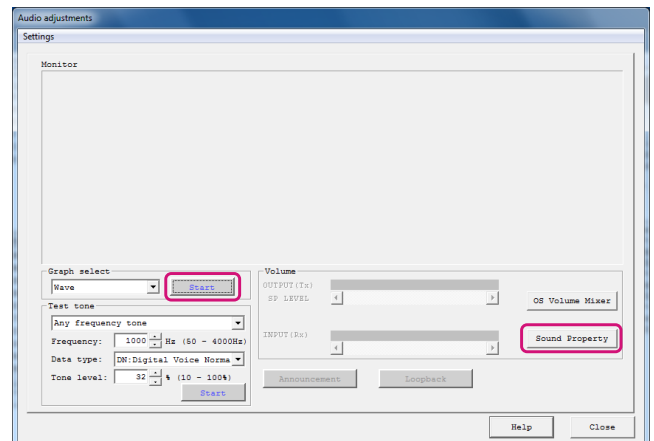 Audio adjustments
Settings
Monitor
Graph select
Wave
Start
Test tone
Any frequency tone
Frequency: 1000 Hz (50 - 4000Hz)
Data type: DN:Digital Voice Norma
Tone level: 32 % (10 - 100%)
Start
Volume
OUTPUT(Tx)
SP LEVEL
INPUT(Rx)
OS Volume Mixer
Sound Property
Announcement
Loopback
Help
Close